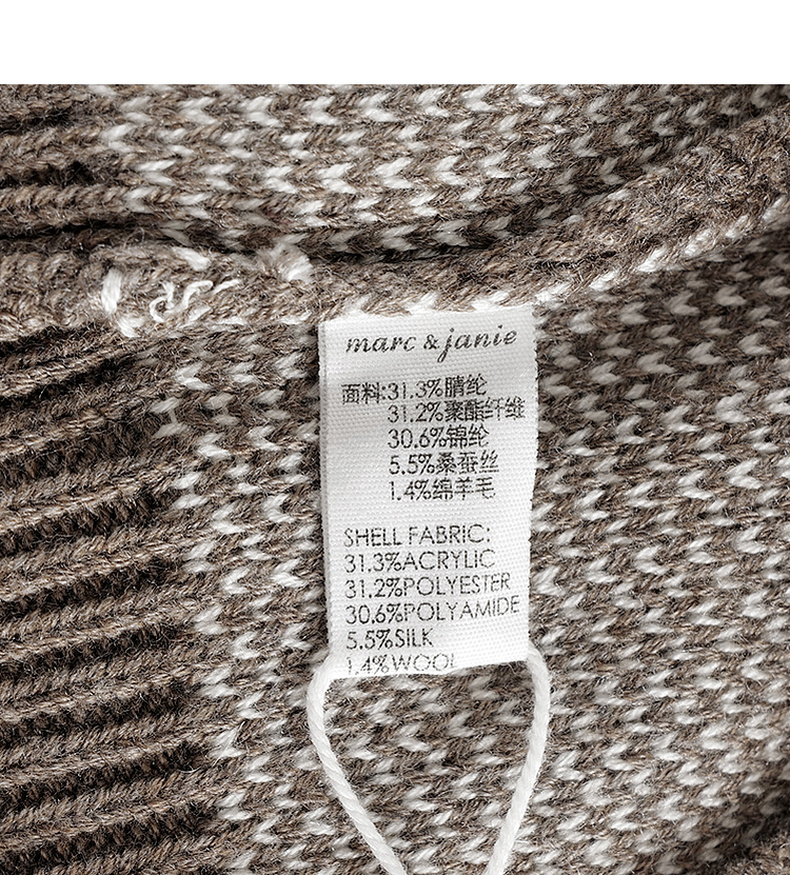 marc & janie
面料:31.3%腈纶
31.2%聚酯纤维
30.6%锦纶
5.5%桑蚕丝
1.4%绵羊毛
SHELL FABRIC:
31.3%ACRYLIC
31.2%POLYESTER
30.6%POLYAMIDE
5.5%SILK
1.4%WOOL